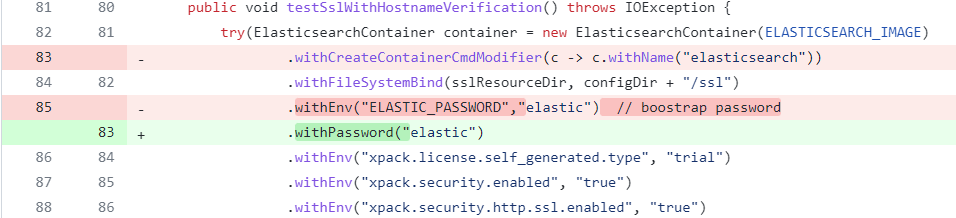 81 80 public void testSslWithHostnameVerification() throws IOException {
82 81 try(ElasticsearchContainer container = new ElasticsearchContainer(ELASTICSEARCH_IMAGE)
83 - .withCreateContainerCmdModifier(c -> c.withName("elasticsearch"))
84 82 .withFileSystemBind(sslResourceDir, configDir + "/ssl")
85 - .withEnv("ELASTIC_PASSWORD","elastic") // boostrap password
83 + .withPassword("elastic")
86 84 .withEnv("xpack.license.self_generated.type", "trial")
87 85 .withEnv("xpack.security.enabled", "true")
88 86 .withEnv("xpack.security.http.ssl.enabled", "true")